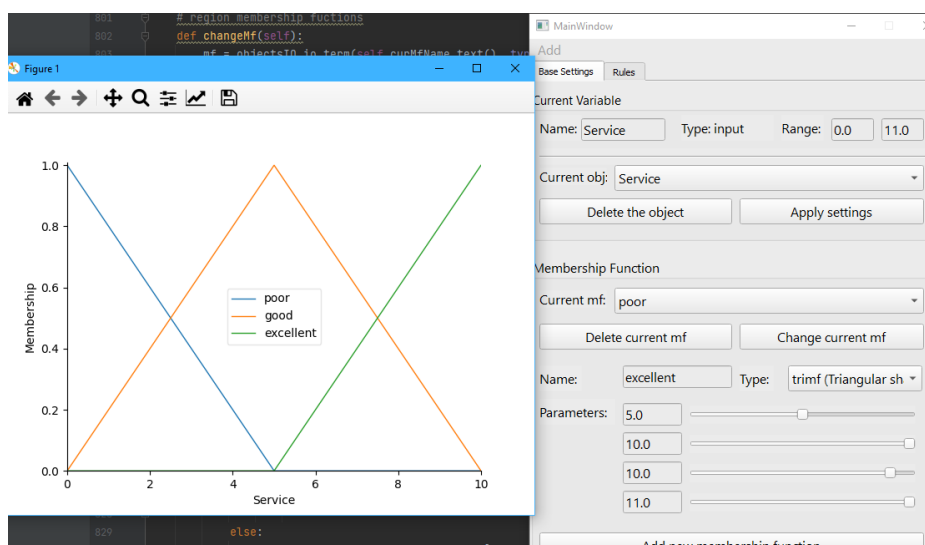 801 # region membership fuctions
802 def changeMf(self):
Figure 1
1.0
0.8
0.6
0.4
0.2
0.0
Membership
poor
good
excellent
0 2 4 6 8 10
Service
829 else:
MainWindow
Add
Base Settings Rules
Current Variable
Name: Service Type: input Range: 0.0 11.0
Current obj: Service
Delete the object Apply settings
Membership Function
Current mf: poor
Delete current mf Change current mf
Name: excellent Type: trimf (Triangular sh
Parameters: 5.0
10.0
10.0
11.0
Add new membership function